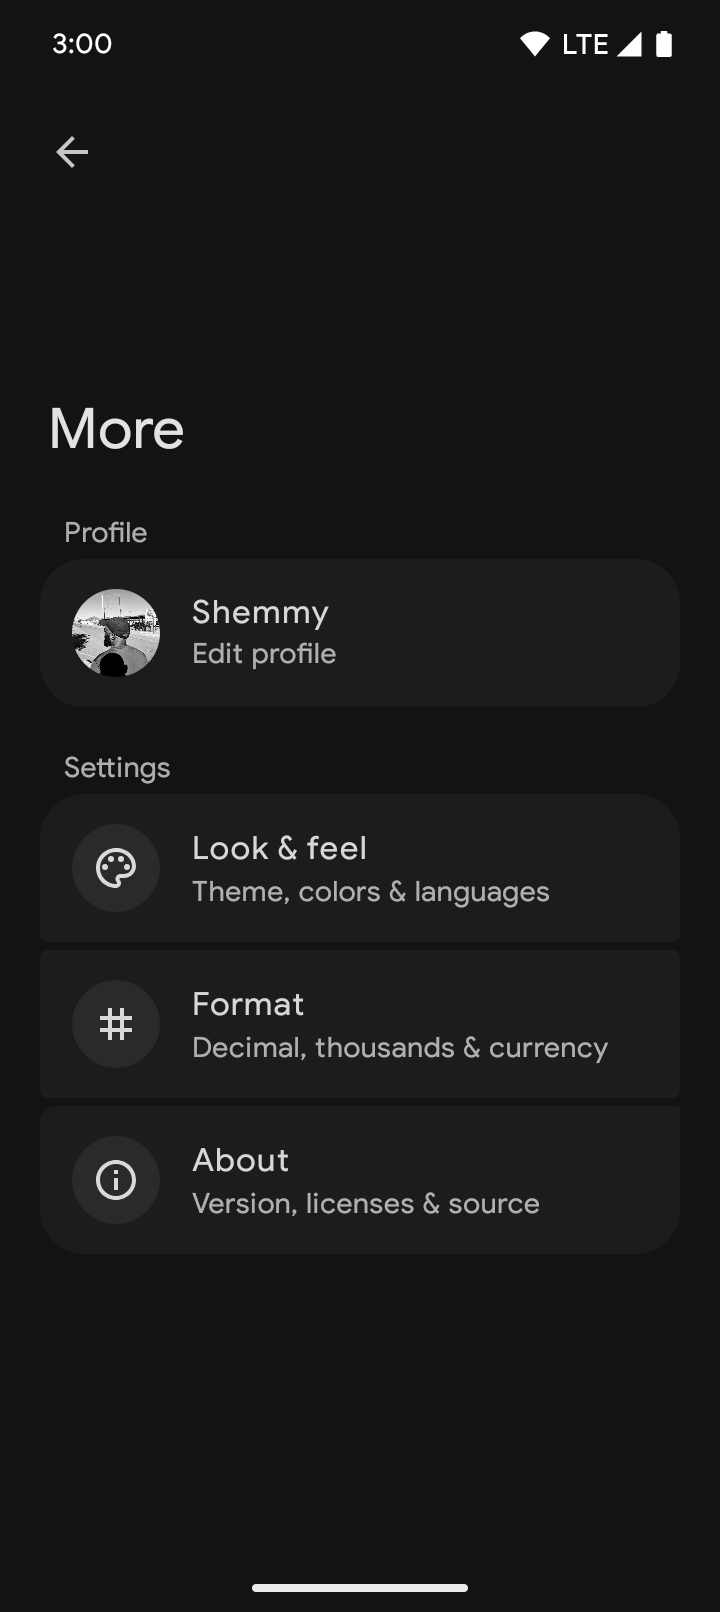 3:00 LTE
More
Profile
Shemmy
Edit profile
Settings
Look & feel
Theme, colors & languages
Format
Decimal, thousands & currency
About
Version, licenses & source